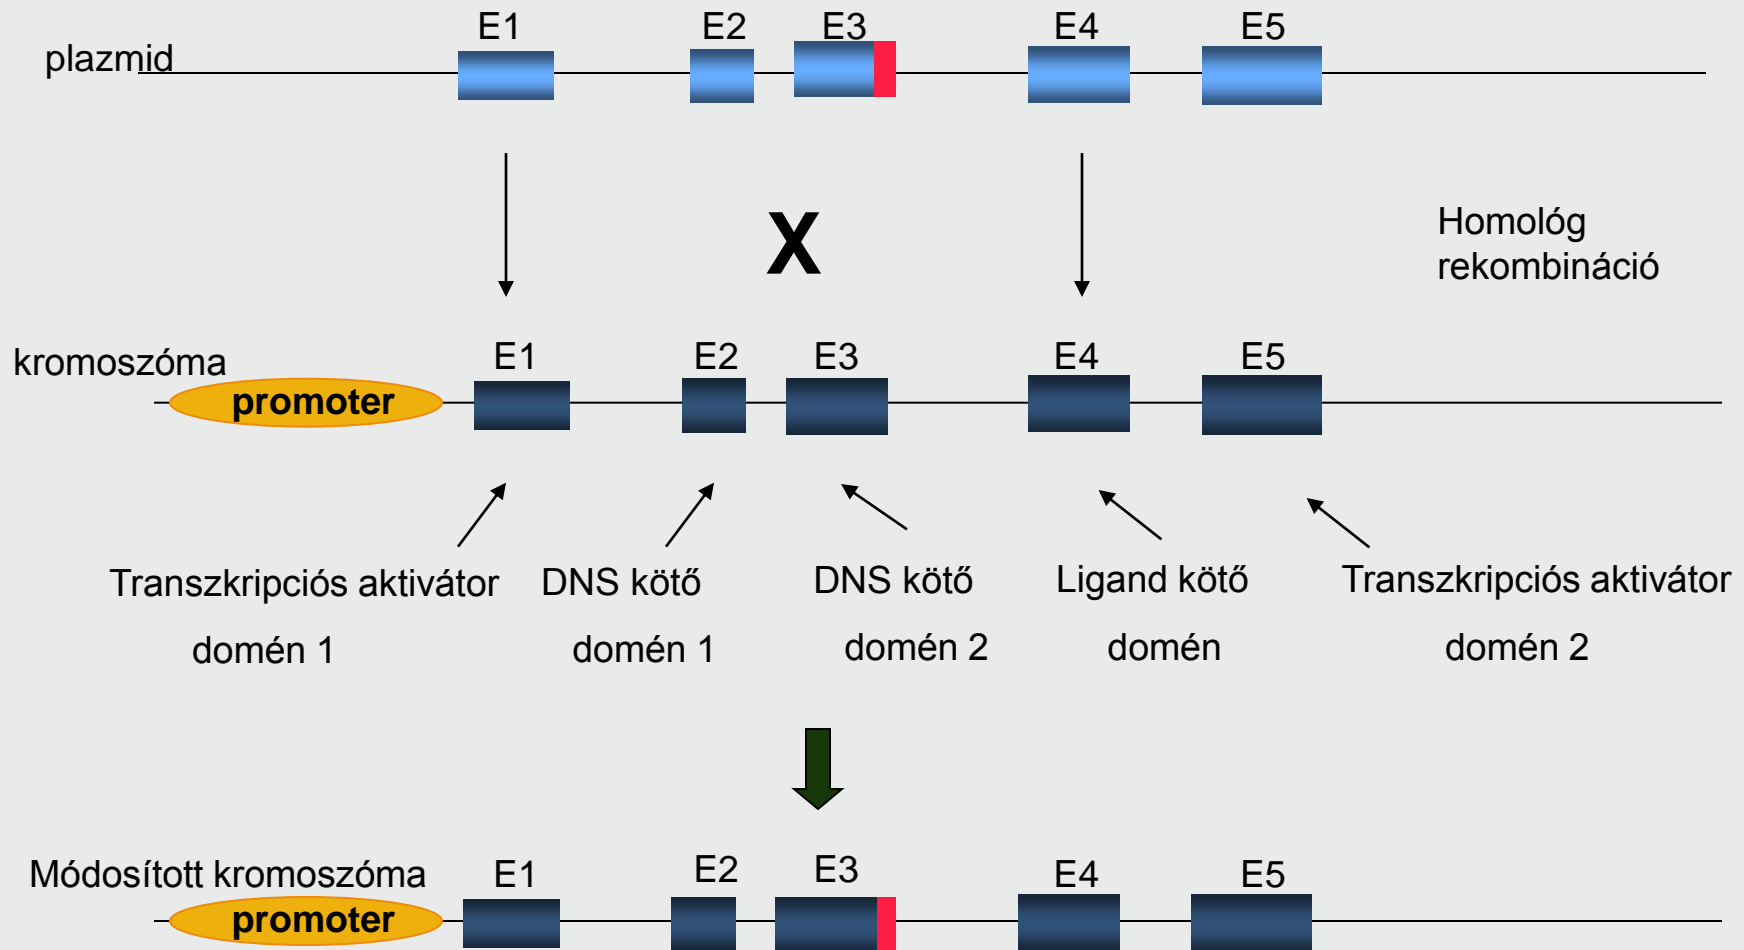 E1 E2 E3 E4 E5
plazmid
X
Homológ
rekombináció
kromoszóma
E1 E2 E3 E4 E5
promoter
Transzkripciós aktivátor DNS kötő DNS kötő Ligand kötő Transzkripciós aktivátor
domén 1 domén 1 domén 2 domén domén 2
Módosított kromoszóma
E1 E2 E3 E4 E5
promoter